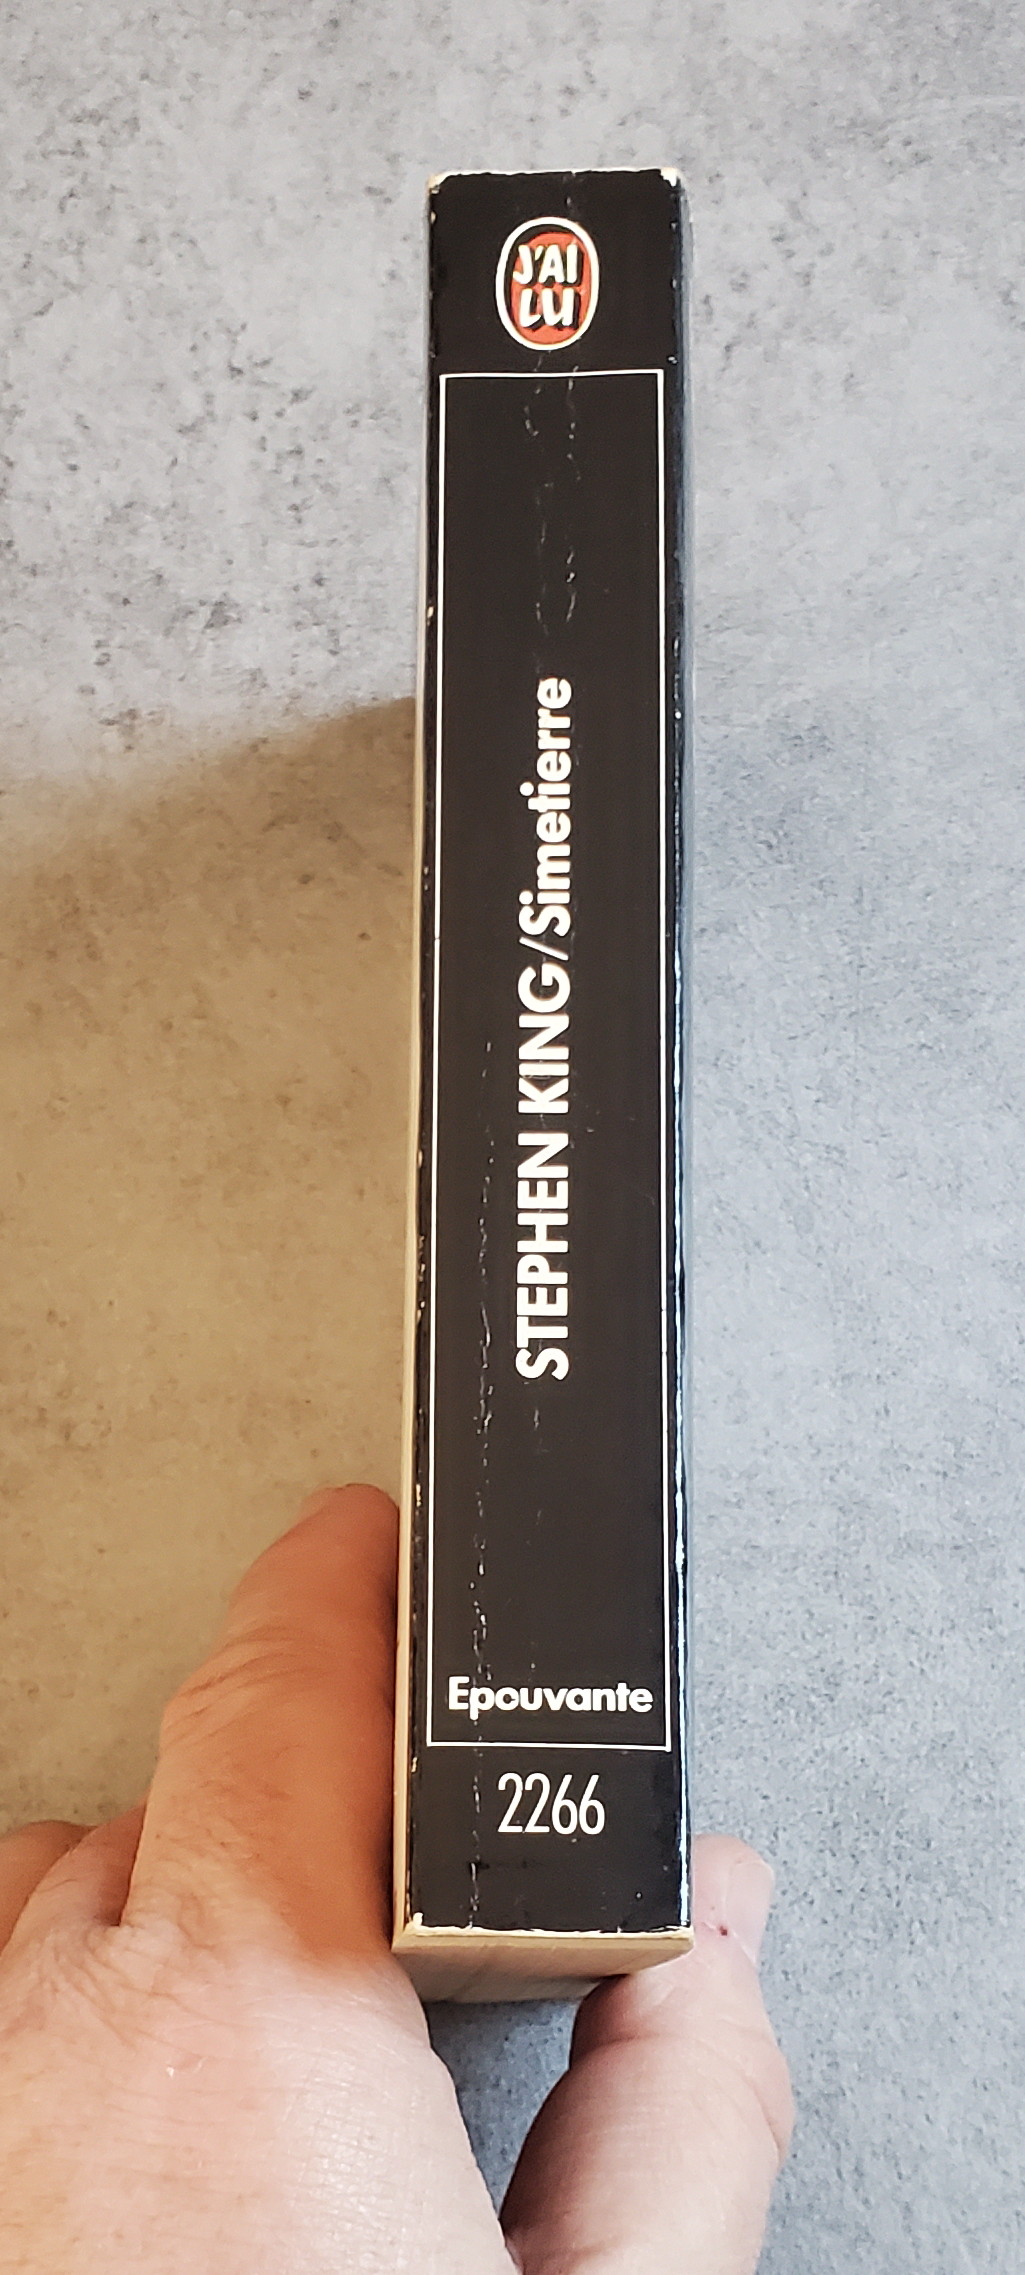 J'AI
LU
STEPHEN KING/Simetierre
Epouvante
2266